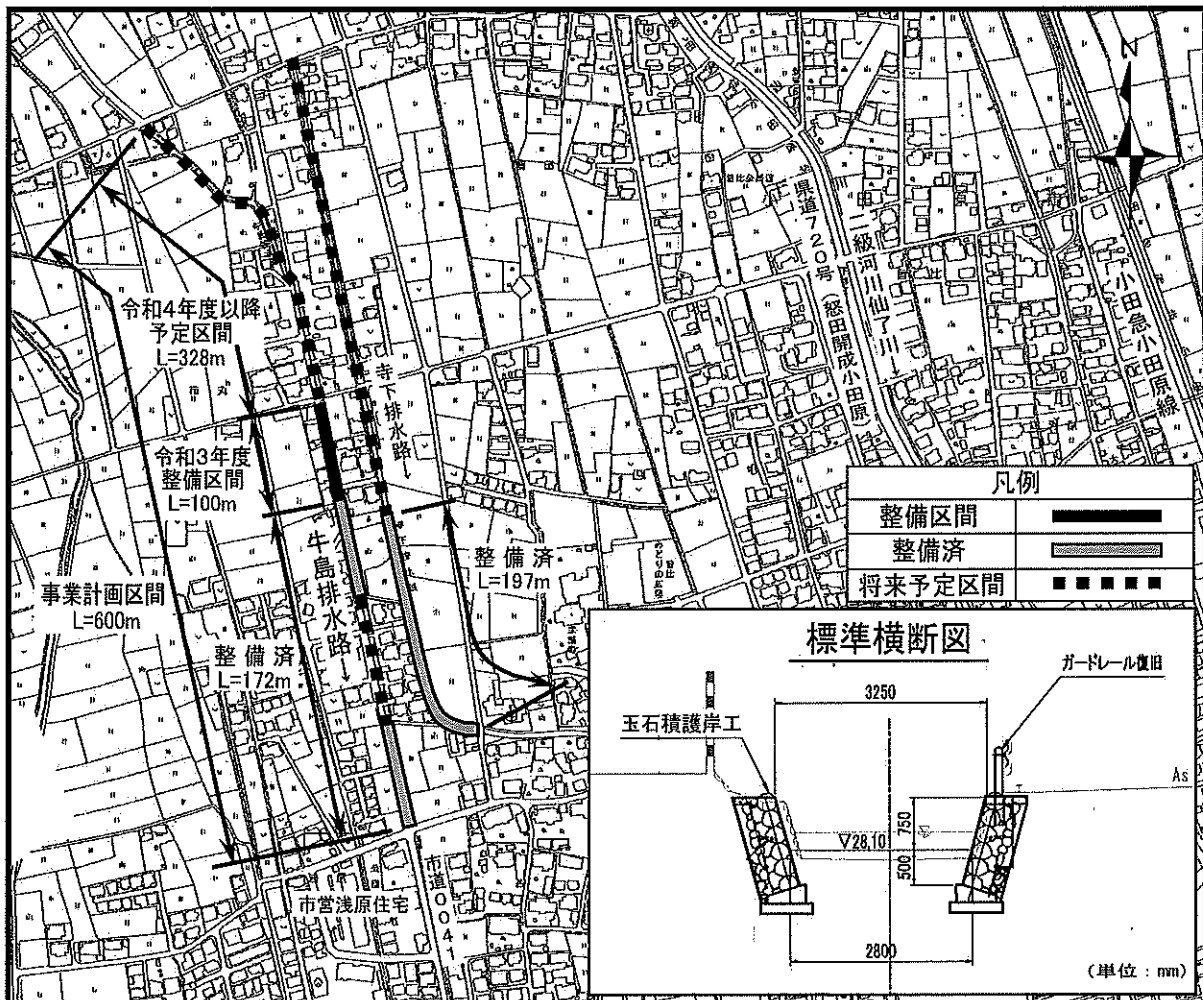 N
県道720号（怒田開成小田原）
二級河川仙了川
小田急小田原線
令和4年度以降
予定区間
L=328m
寺下排水路
令和3年度
整備区間
L=100m
牛島排水路
整備済
L=197m
事業計画区間
L=600m
整備済
L=172m
市道0041
市営浅原住宅
凡例
整備区間
整備済
将来予定区間
標準横断図
ガードレール復旧
3250
玉石積護岸工
As
750
▽28.10
500
2800
(単位：mm)